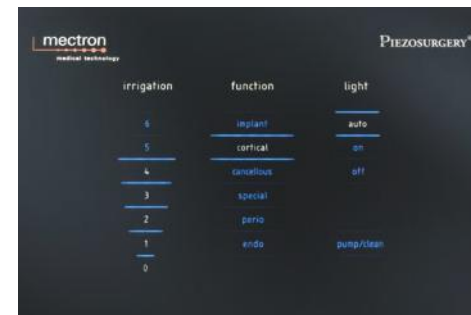 mectron
medical technology
PIEZOSURGERY®
irrigation function light
6 implant auto
5 cortical on
4 cancellous off
3 special
2 perio
1 endo pump/clean
0